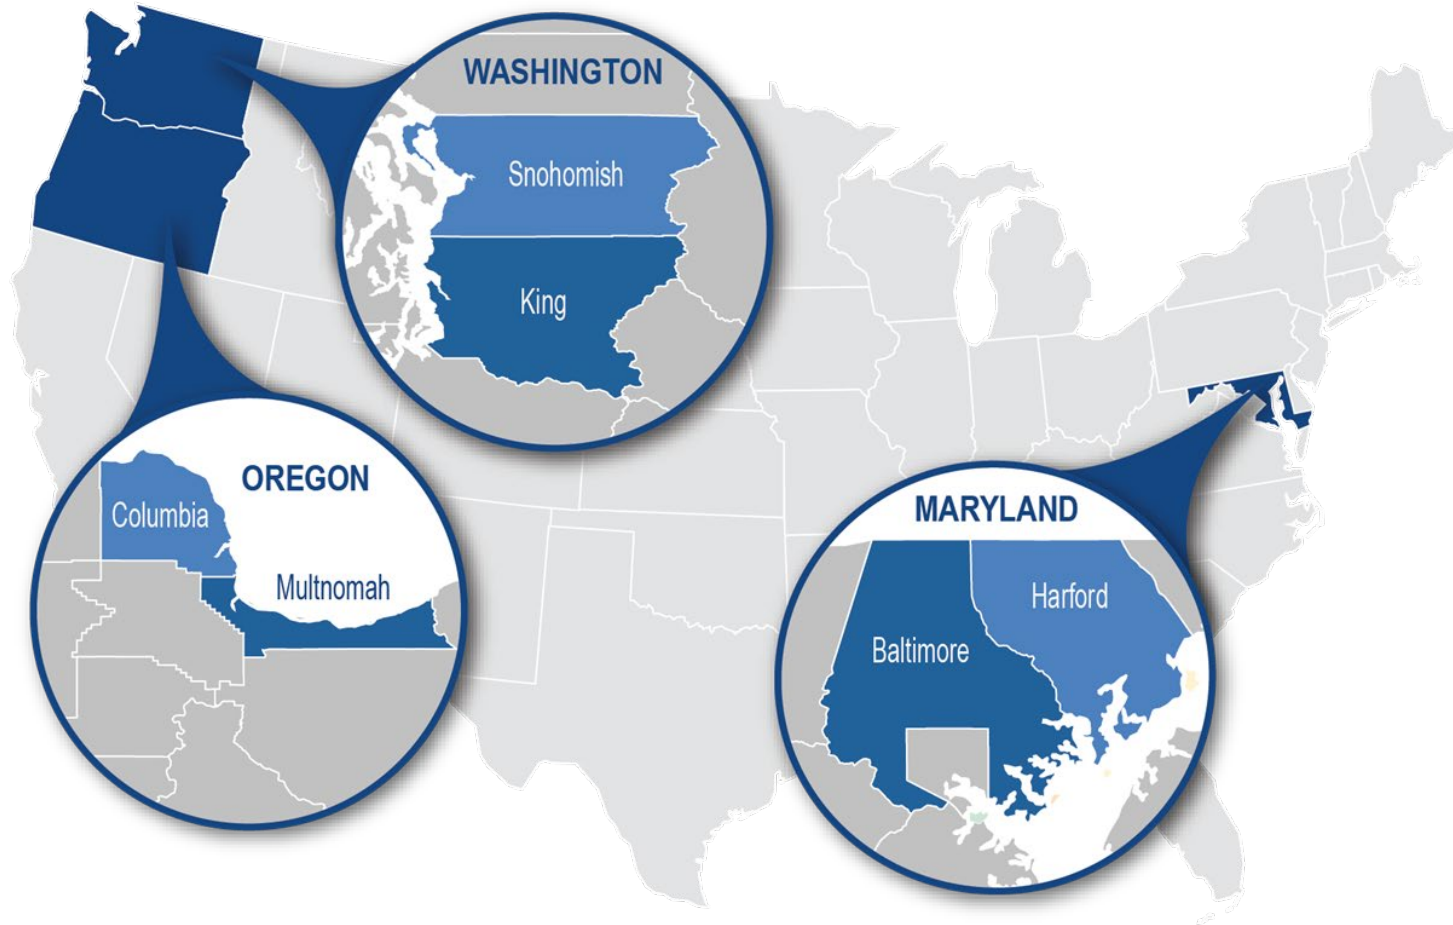 WASHINGTON
Snohomish
King
OREGON
Columbia
Multnomah
MARYLAND
Harford
Baltimore